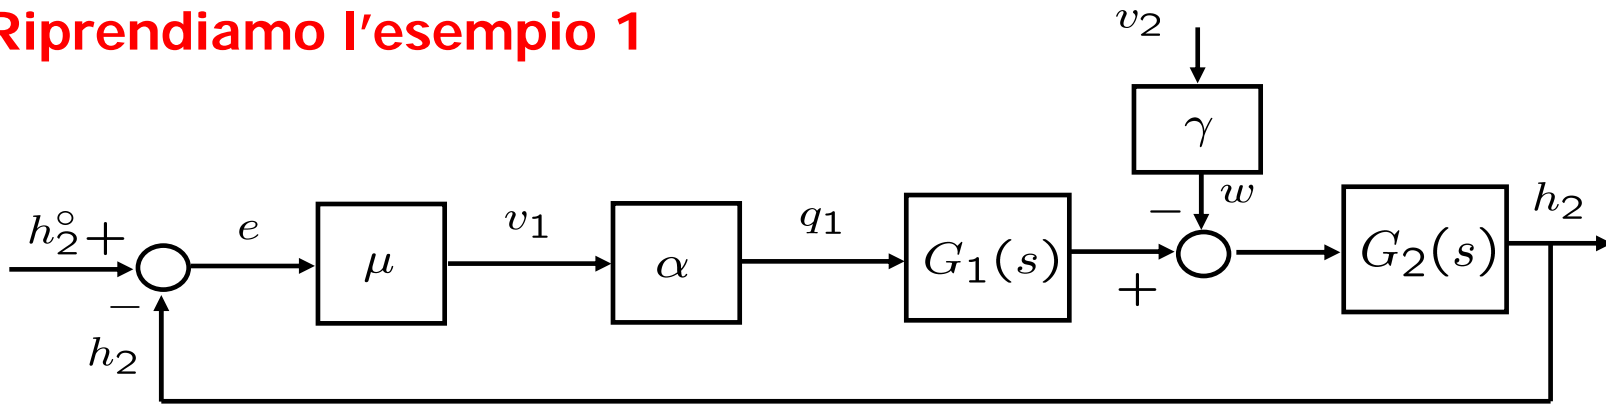 Riprendiamo l'esempio 1
v₂
γ
− w
h₂° + e μ v₁ α q₁ G₁(s) + G₂(s) h₂
−
h₂